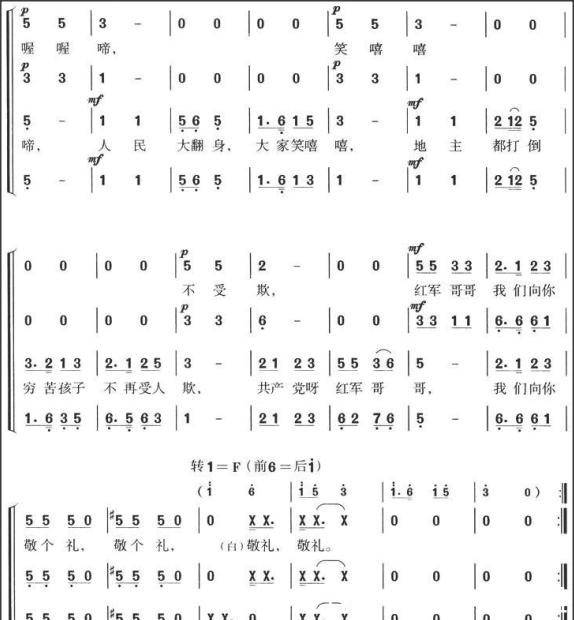 p p
5 5 | 3 - | 0 0 | 0 0 | 5 5 | 3 - | 0 0 |
喔 喔 啼, 笑 嘻 嘻
p p
3 3 | 1 - | 0 0 | 0 0 | 3 3 | 1 - | 0 0 |
mf mf
5 - | 1 1 | 5 6 5 | 1. 6 1 5 | 3 - | 1 1 | 2 12 5 |
啼, 人 民 大翻 身, 大 家笑嘻 嘻, 地 主 都打 倒
mf mf
5 - | 1 1 | 5 6 5 | 1. 6 1 3 | 1 - | 1 1 | 2 12 5 |
p mf
0 0 | 0 0 | 5 5 | 2 - | 0 0 | 5 5 3 3 | 2. 1 2 3 |
不 受 欺, 红军 哥哥 我 们向你
p mf
0 0 | 0 0 | 3 3 | 6 - | 0 0 | 3 3 1 1 | 6. 6 6 1 |
3. 2 1 3 | 2. 1 2 5 | 3 - | 2 1 2 3 | 5 5 3 6 | 5 - | 2. 1 2 3 |
穷 苦孩子 不 再受人 欺, 共产 党呀 红军 哥 哥, 我 们向你
1. 6 3 5 | 6. 5 6 3 | 1 - | 2 1 2 3 | 6 2 7 6 | 5 - | 6. 6 6 1 |
转1=F(前6=后i)
(i 6 | i 5 3 | i. 6 i 5 | 3 0) :‖
5 5 5 0 | #5 5 5 0 | 0 X X. | X X. X | 0 0 | 0 0 :‖
敬个 礼, 敬个 礼, (白)敬礼, 敬礼。
5 5 5 0 | #5 5 5 0 | 0 X X. | X X. X | 0 0 | 0 0 :‖
5 5 5 0 | #5 5 5 0 | X X. 0 | X X. X | 0 0 | 0 0 :‖